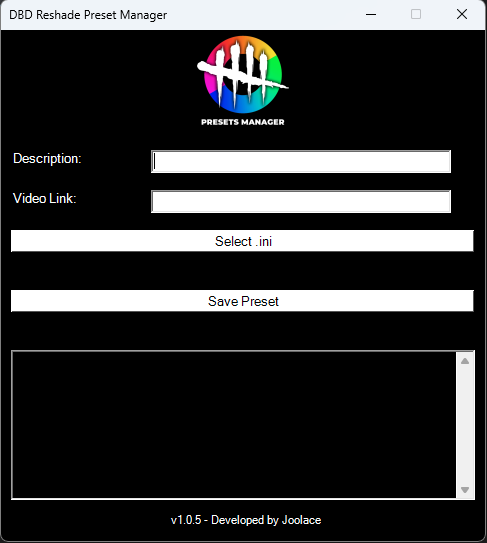 DBD Reshade Preset Manager
PRESETS MANAGER
Description:
Video Link:
Select .ini
Save Preset
v1.0.5 - Developed by Joolace